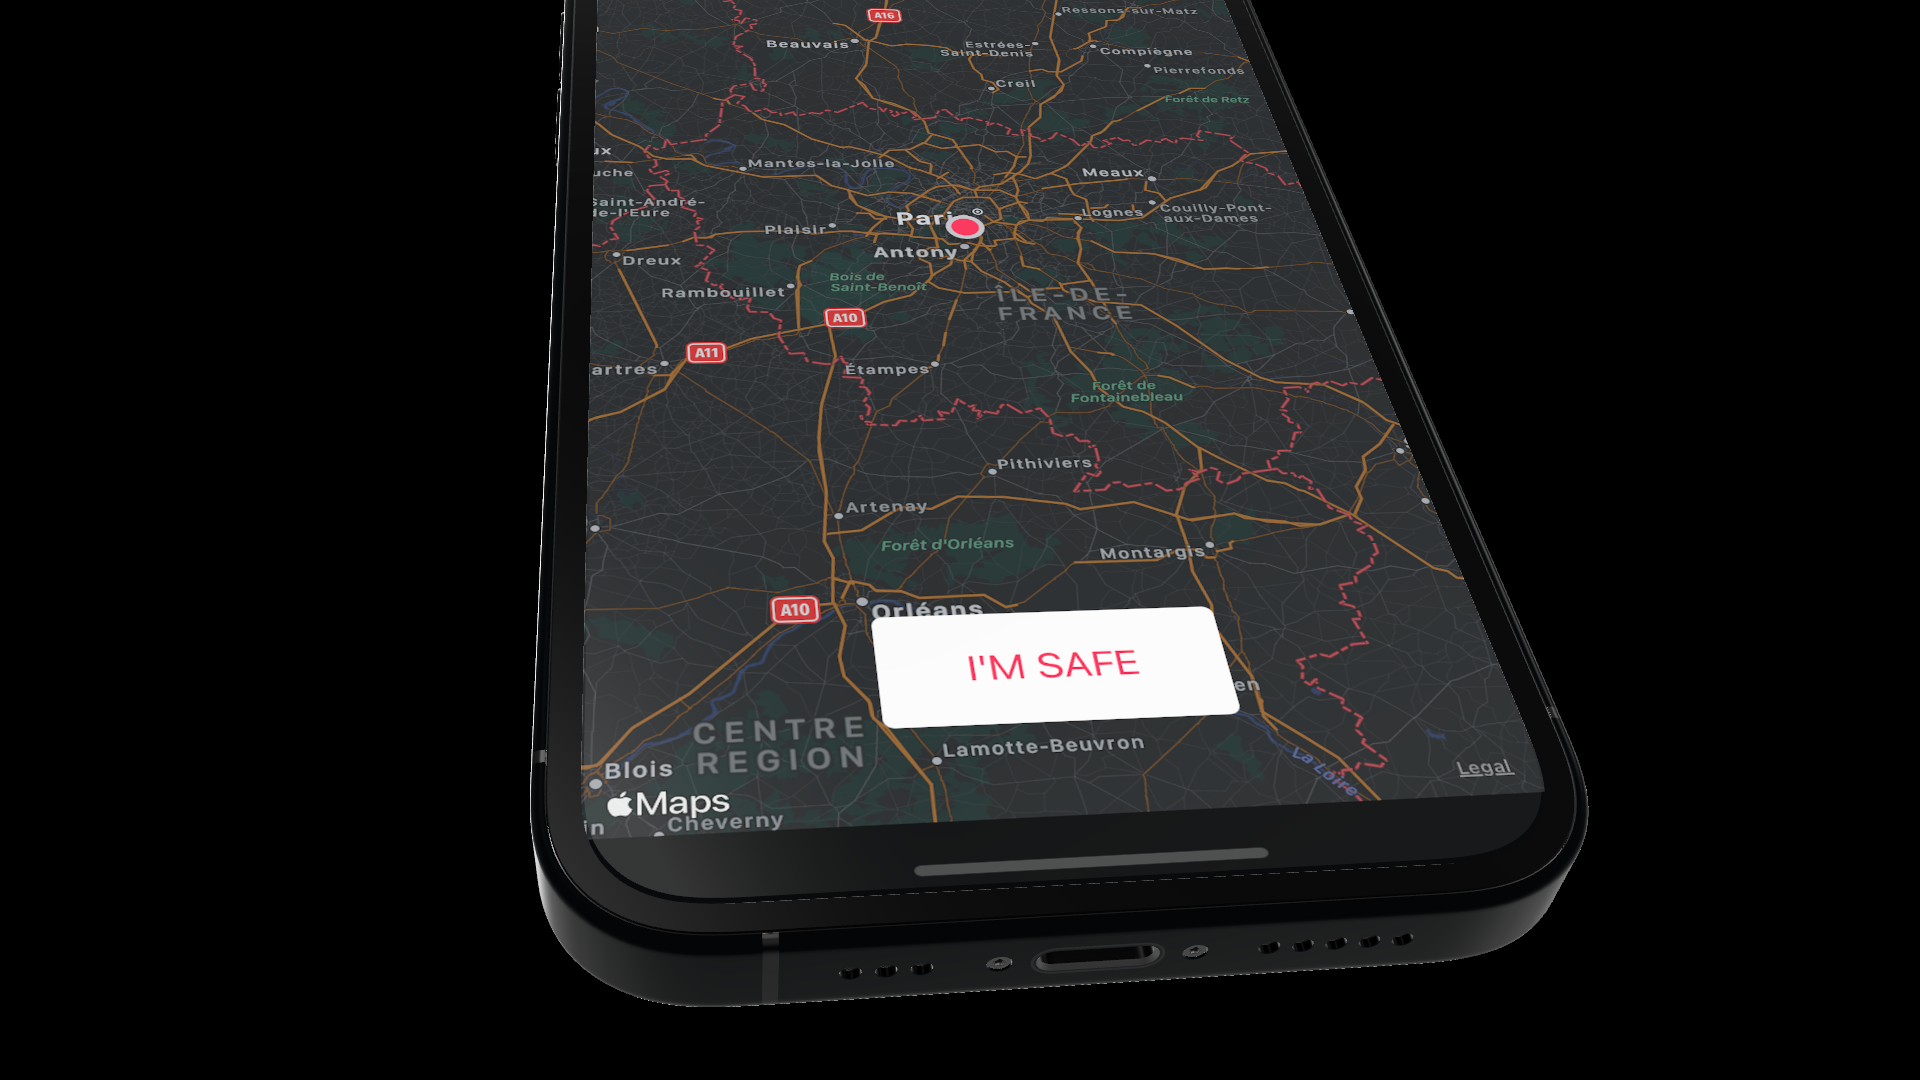 A16
Ressons-sur-Matz
Beauvais
Estrées-
Saint-Denis
Compiègne
Pierrefonds
Creil
Forêt de Retz
ux
Mantes-la-Jolie
uche
Meaux
Saint-André-
de-l'Eure
Pari
Lognes
Couilly-Pont-
aux-Dames
Plaisir
Antony
Dreux
Bois de
Saint-Benoît
Rambouillet
ÎLE-DE-
FRANCE
A10
A11
artres
Étampes
Forêt de
Fontainebleau
Pithiviers
Artenay
Forêt d'Orléans
Montargis
A10
Orléans
I'M SAFE
en
CENTRE
REGION
Lamotte-Beuvron
Blois
La Loire
Legal
Maps
in
Cheverny